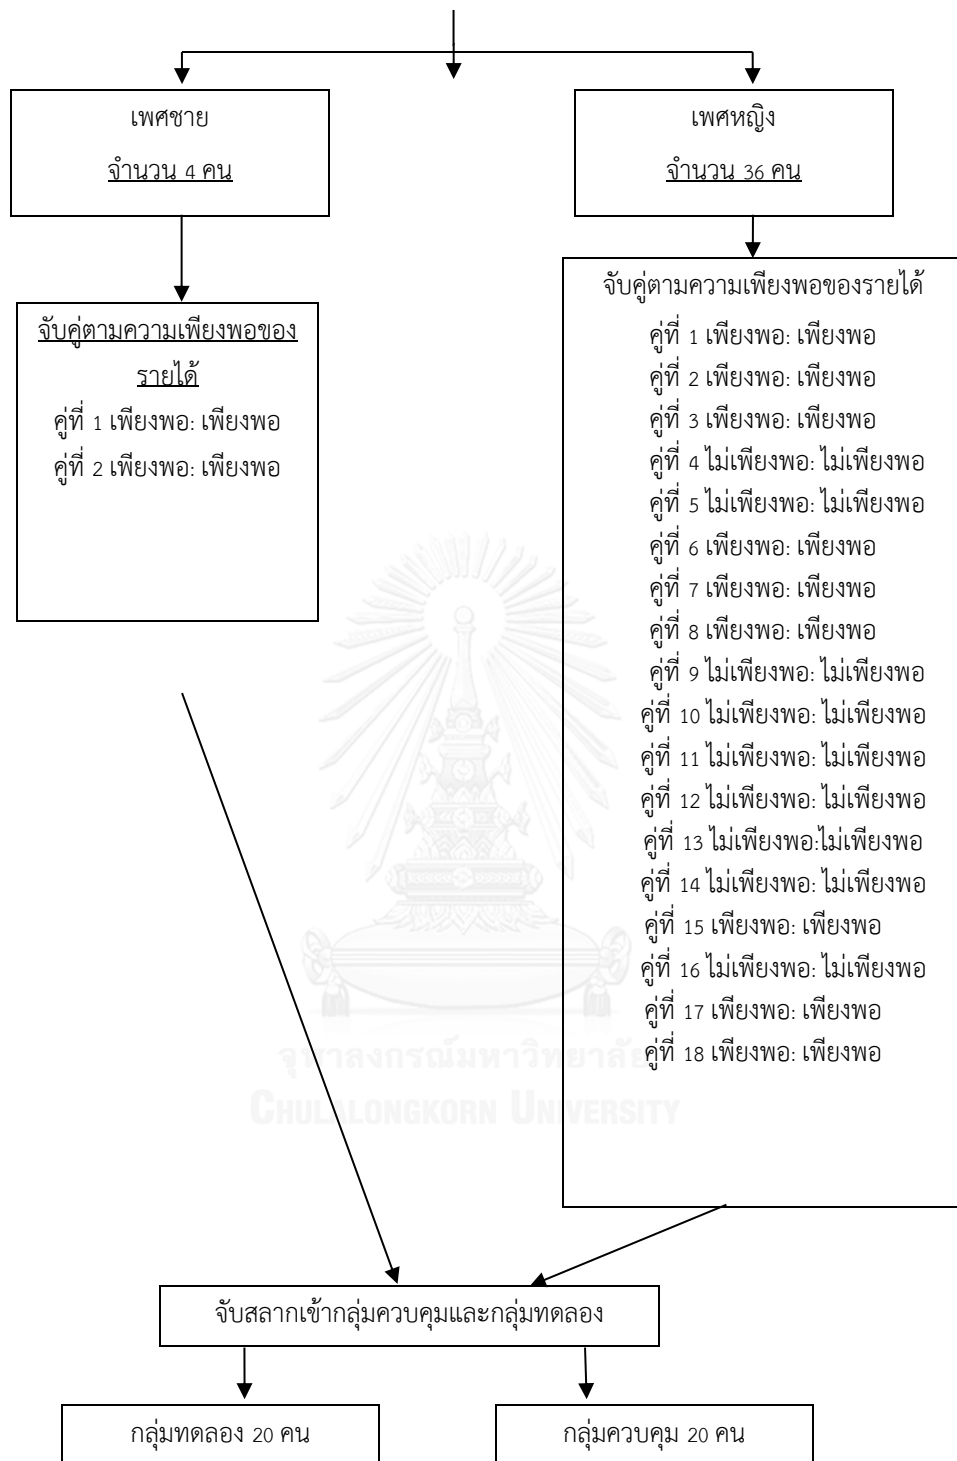 เพศชาย
จำนวน 4 คน
เพศหญิง
จำนวน 36 คน
จับคู่ตามความเพียงพอของ
รายได้
คู่ที่ 1 เพียงพอ: เพียงพอ
คู่ที่ 2 เพียงพอ: เพียงพอ
จับคู่ตามความเพียงพอของรายได้
คู่ที่ 1 เพียงพอ: เพียงพอ
คู่ที่ 2 เพียงพอ: เพียงพอ
คู่ที่ 3 เพียงพอ: เพียงพอ
คู่ที่ 4 ไม่เพียงพอ: ไม่เพียงพอ
คู่ที่ 5 ไม่เพียงพอ: ไม่เพียงพอ
คู่ที่ 6 เพียงพอ: เพียงพอ
คู่ที่ 7 เพียงพอ: เพียงพอ
คู่ที่ 8 เพียงพอ: เพียงพอ
คู่ที่ 9 ไม่เพียงพอ: ไม่เพียงพอ
คู่ที่ 10 ไม่เพียงพอ: ไม่เพียงพอ
คู่ที่ 11 ไม่เพียงพอ: ไม่เพียงพอ
คู่ที่ 12 ไม่เพียงพอ: ไม่เพียงพอ
คู่ที่ 13 ไม่เพียงพอ:ไม่เพียงพอ
คู่ที่ 14 ไม่เพียงพอ: ไม่เพียงพอ
คู่ที่ 15 เพียงพอ: เพียงพอ
คู่ที่ 16 ไม่เพียงพอ: ไม่เพียงพอ
คู่ที่ 17 เพียงพอ: เพียงพอ
คู่ที่ 18 เพียงพอ: เพียงพอ
จุฬาลงกรณ์มหาวิทยาลัย
CHULALONGKORN UNIVERSITY
จับสลากเข้ากลุ่มควบคุมและกลุ่มทดลอง
กลุ่มทดลอง 20 คน
กลุ่มควบคุม 20 คน